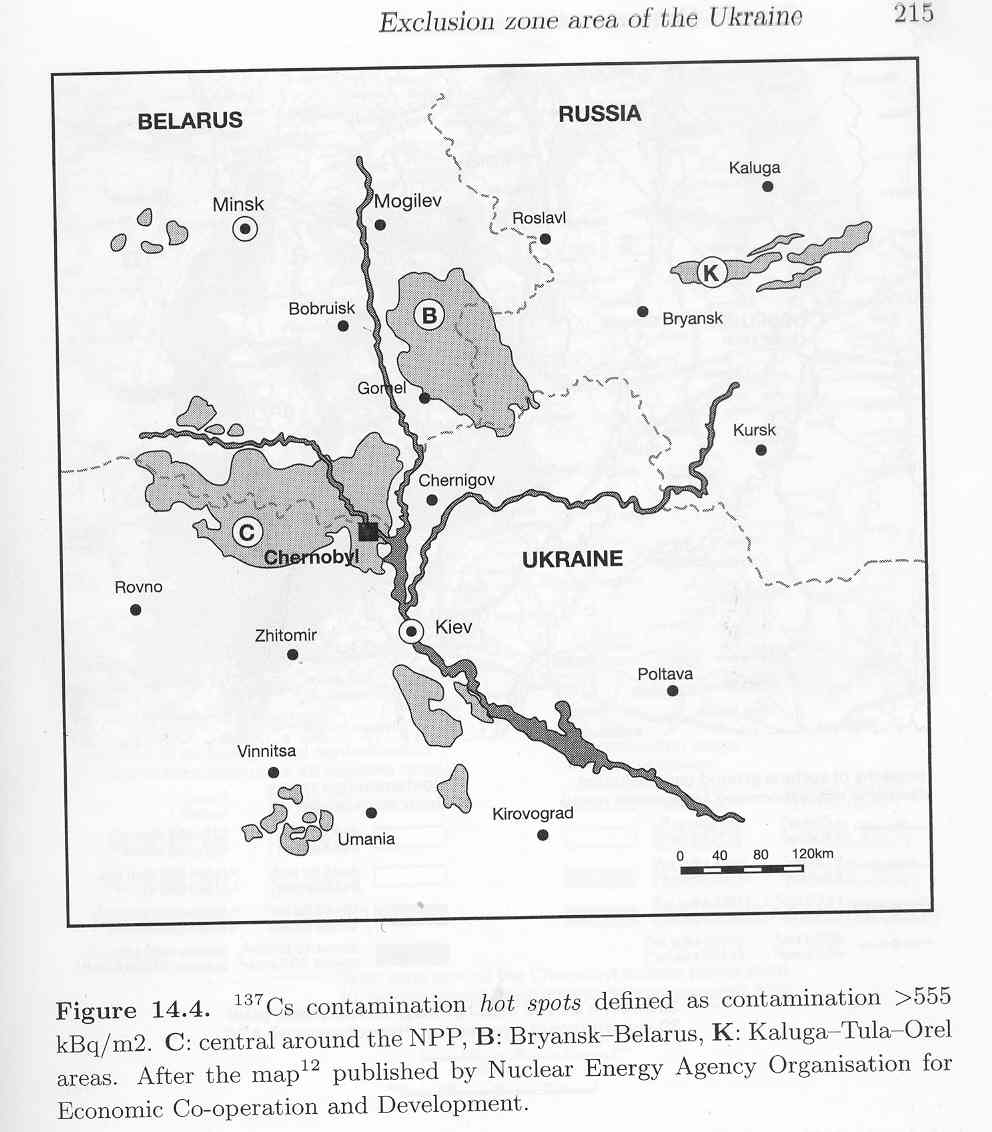 Exclusion zone area of the Ukraine 215
BELARUS
RUSSIA
Kaluga
Minsk
Mogilev
Roslavl
K
Bobruisk
B
Bryansk
Gomel
Kursk
Chernigov
C
Chernobyl
UKRAINE
Rovno
Zhitomir
Kiev
Poltava
Vinnitsa
Umania
Kirovograd
0 40 80 120km
Figure 14.4. ¹³⁷Cs contamination hot spots defined as contamination >555
kBq/m2. C: central around the NPP, B: Bryansk–Belarus, K: Kaluga–Tula–Orel
areas. After the map¹² published by Nuclear Energy Agency Organisation for
Economic Co-operation and Development.